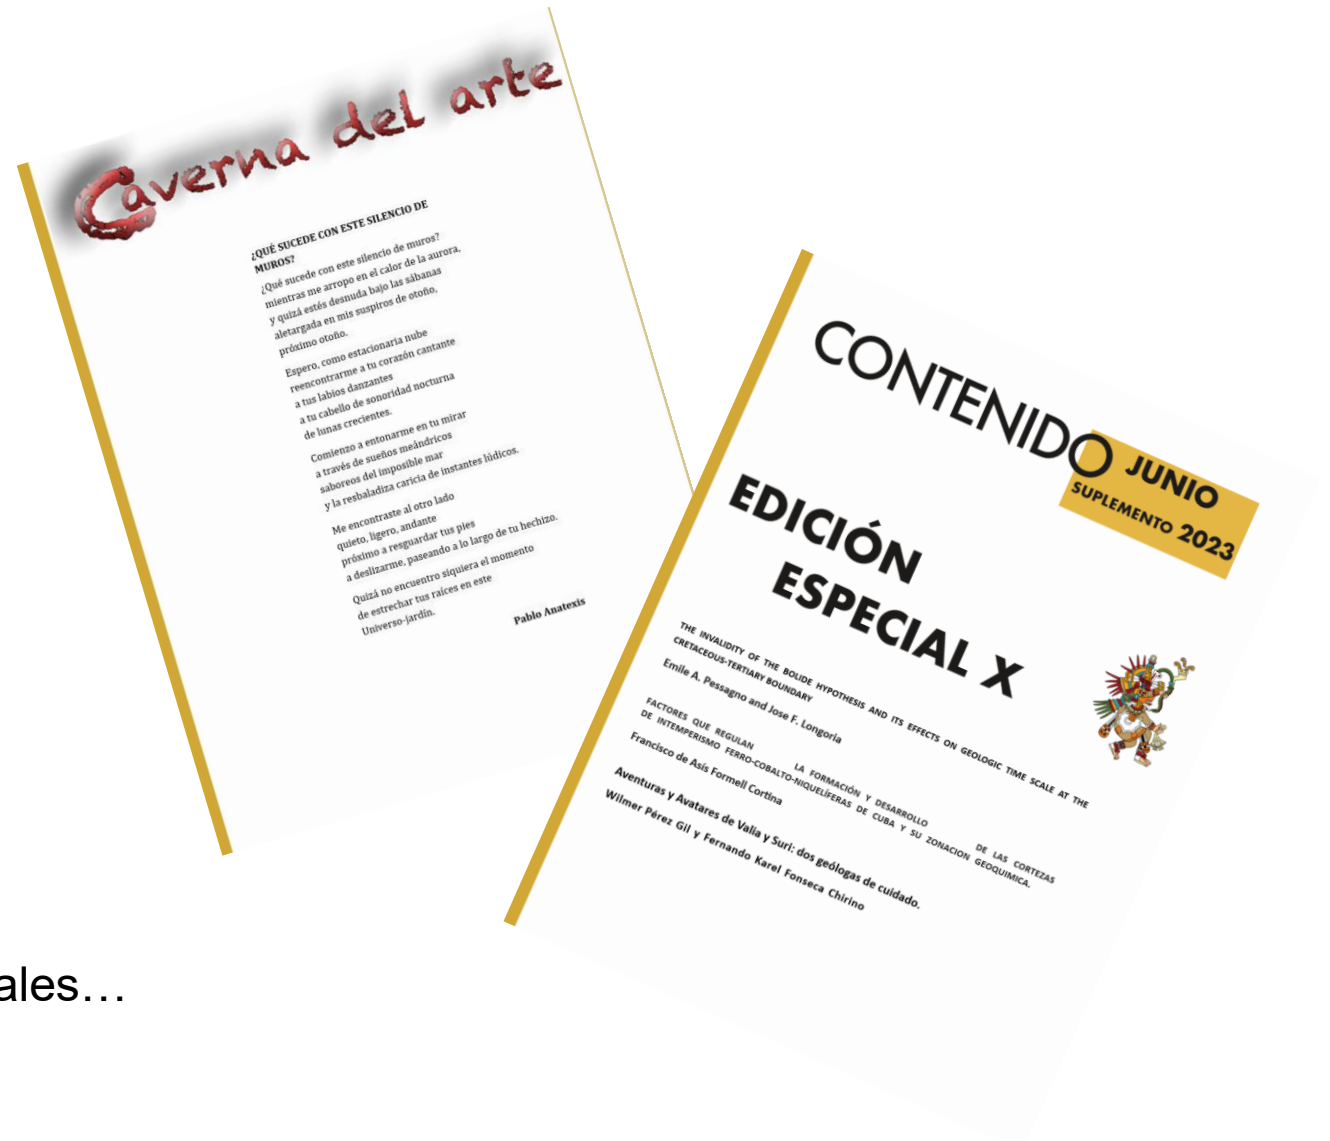 Caverna del arte
¿QUÉ SUCEDE CON ESTE SILENCIO DE
MUROS?
¿Qué sucede con este silencio de muros?
mientras me arropo en el calor de la aurora,
y quizá estés desnuda bajo las sábanas
aletargada en mis suspiros de otoño,
próximo otoño.
Espero, como estacionaria nube
reencontrarme a tu corazón cantante
a tus labios danzantes
a tu cabello de sonoridad nocturna
de lunas crecientes.
Comienzo a entonarme en tu mirar
a través de sueños meándricos
saboreos del imposible mar
y la resbaladiza caricia de instantes lúdicos.
Me encontraste al otro lado
quieto, ligero, andante
próximo a resguardar tus pies
a deslizarme, paseando a lo largo de tu hechizo.
Quizá no encuentro siquiera el momento
de estrechar tus raíces en este
Universo-jardín.
Pablo Anatexis
CONTENIDO
JUNIO
SUPLEMENTO 2023
EDICIÓN
ESPECIAL X
THE INVALIDITY OF THE BOLIDE HYPOTHESIS AND ITS EFFECTS ON GEOLOGIC TIME SCALE AT THE
CRETACEOUS-TERTIARY BOUNDARY
Emile A. Pessagno and Jose F. Longoria
FACTORES QUE REGULAN LA FORMACIÓN Y DESARROLLO DE LAS CORTEZAS
DE INTEMPERISMO FERRO-COBALTO-NIQUELÍFERAS DE CUBA Y SU ZONACION GEOQUIMICA.
Francisco de Asís Formell Cortina
Aventuras y Avatares de Valia y Suri: dos geólogas de cuidado.
Wilmer Pérez Gil y Fernando Karel Fonseca Chirino
ales…